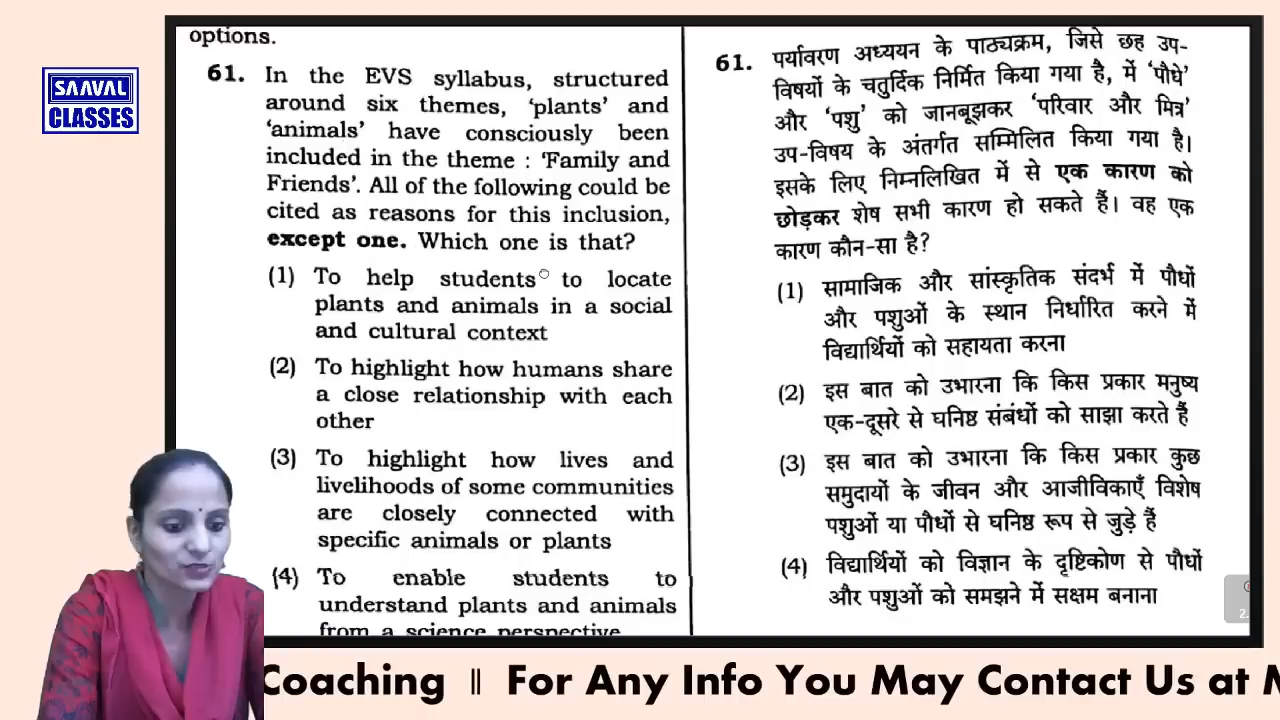 SAAVAL
CLASSES
options.
61. In the EVS syllabus, structured
around six themes, 'plants' and
'animals' have consciously been
included in the theme : 'Family and
Friends'. All of the following could be
cited as reasons for this inclusion,
except one. Which one is that?
(1) To help students to locate
plants and animals in a social
and cultural context
(2) To highlight how humans share
a close relationship with each
other
(3) To highlight how lives and
livelihoods of some communities
are closely connected with
specific animals or plants
(4) To enable students to
understand plants and animals
from a science perspective
61. पर्यावरण अध्ययन के पाठ्यक्रम, जिसे छह उप-
विषयों के चतुर्दिक निर्मित किया गया है, में 'पौधे'
और 'पशु' को जानबूझकर 'परिवार और मित्र'
उप-विषय के अंतर्गत सम्मिलित किया गया है।
इसके लिए निम्नलिखित में से एक कारण को
छोड़कर शेष सभी कारण हो सकते हैं। वह एक
कारण कौन-सा है?
(1) सामाजिक और सांस्कृतिक संदर्भ में पौधों
और पशुओं के स्थान निर्धारित करने में
विद्यार्थियों को सहायता करना
(2) इस बात को उभारना कि किस प्रकार मनुष्य
एक-दूसरे से घनिष्ठ संबंधों को साझा करते हैं
(3) इस बात को उभारना कि किस प्रकार कुछ
समुदायों के जीवन और आजीविकाएँ विशेष
पशुओं या पौधों से घनिष्ठ रूप से जुड़े हैं
(4) विद्यार्थियों को विज्ञान के दृष्टिकोण से पौधों
और पशुओं को समझने में सक्षम बनाना
Coaching || For Any Info You May Contact Us at M